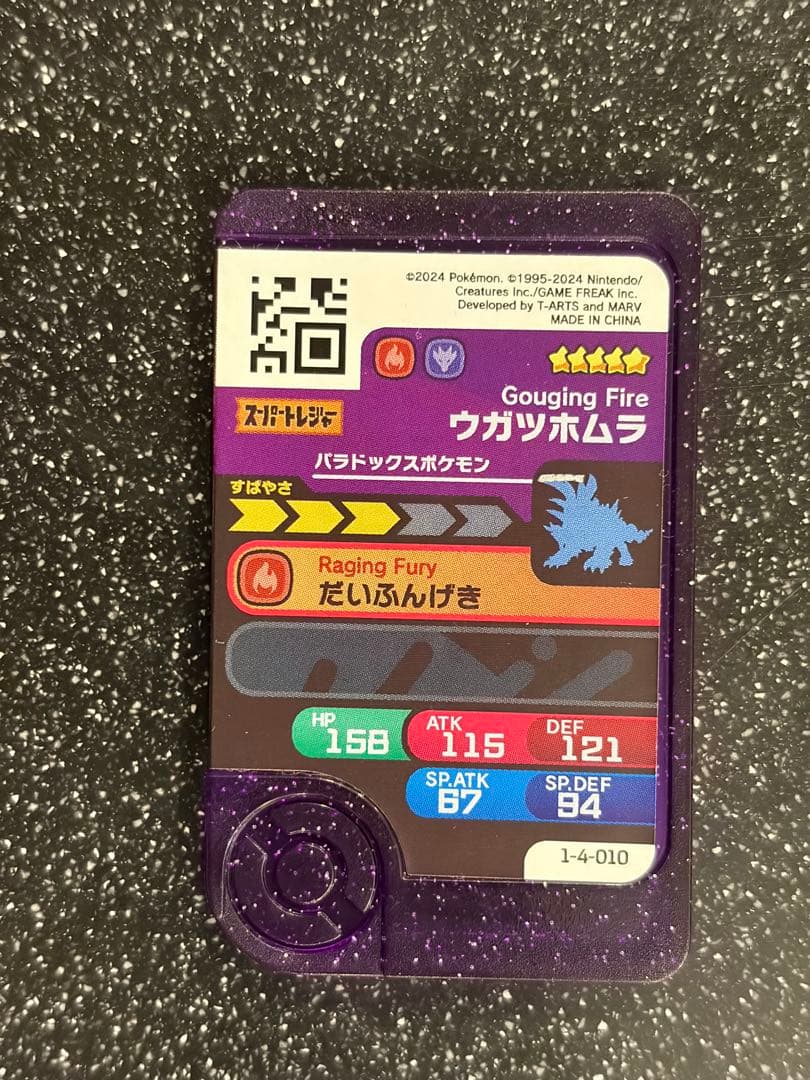 ©2024 Pokémon. ©1995-2024 Nintendo/
Creatures Inc./GAME FREAK inc.
Developed by T-ARTS and MARV
MADE IN CHINA
Gouging Fire
スーパートレジャー
ウガツホムラ
パラドックスポケモン
すばやさ
Raging Fury
だいふんげき
HP 158
ATK 115
DEF 121
SP.ATK 67
SP.DEF 94
1-4-010